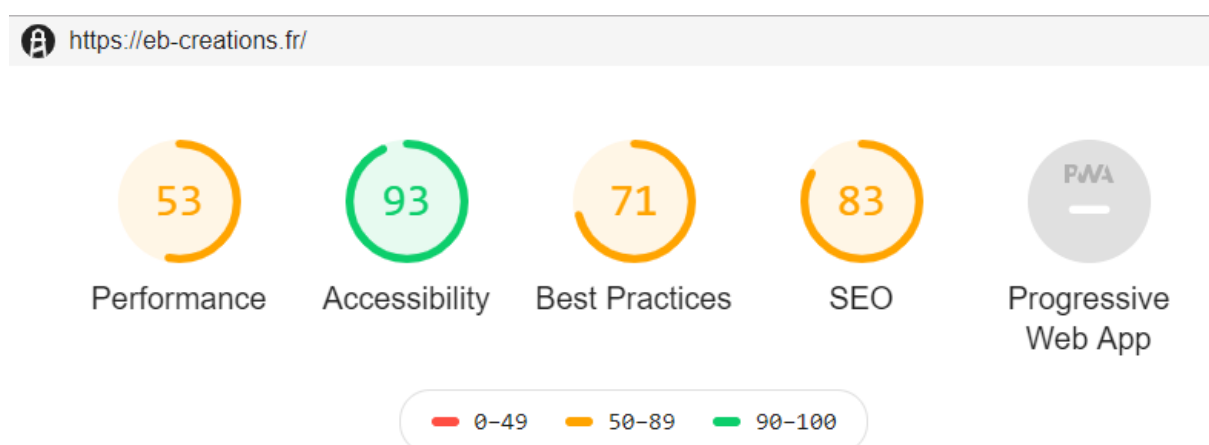 https://eb-creations.fr/
53 93 71 83 PWA
Performance Accessibility Best Practices SEO Progressive
Web App
0–49 50–89 90–100